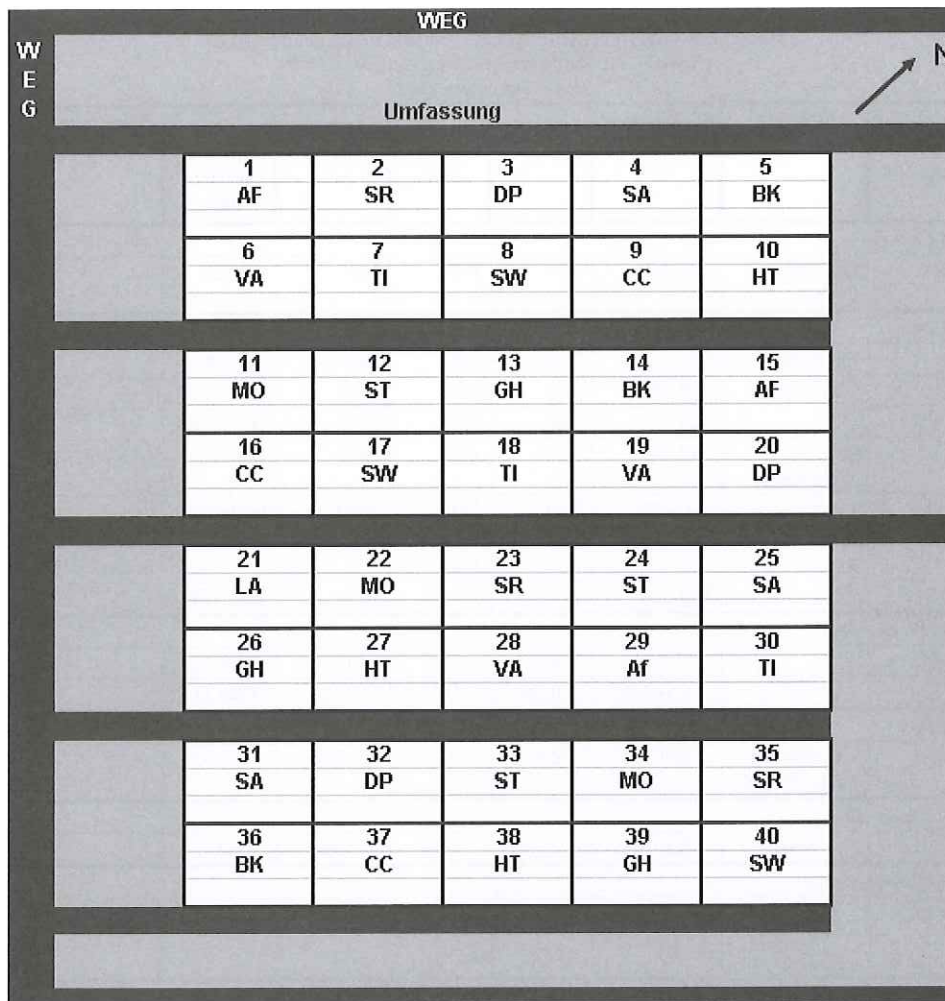 WEG
W
E
G
N
Umfassung
1 2 3 4 5
AF SR DP SA BK
6 7 8 9 10
VA TI SW CC HT
11 12 13 14 15
MO ST GH BK AF
16 17 18 19 20
CC SW TI VA DP
21 22 23 24 25
LA MO SR ST SA
26 27 28 29 30
GH HT VA Af TI
31 32 33 34 35
SA DP ST MO SR
36 37 38 39 40
BK CC HT GH SW